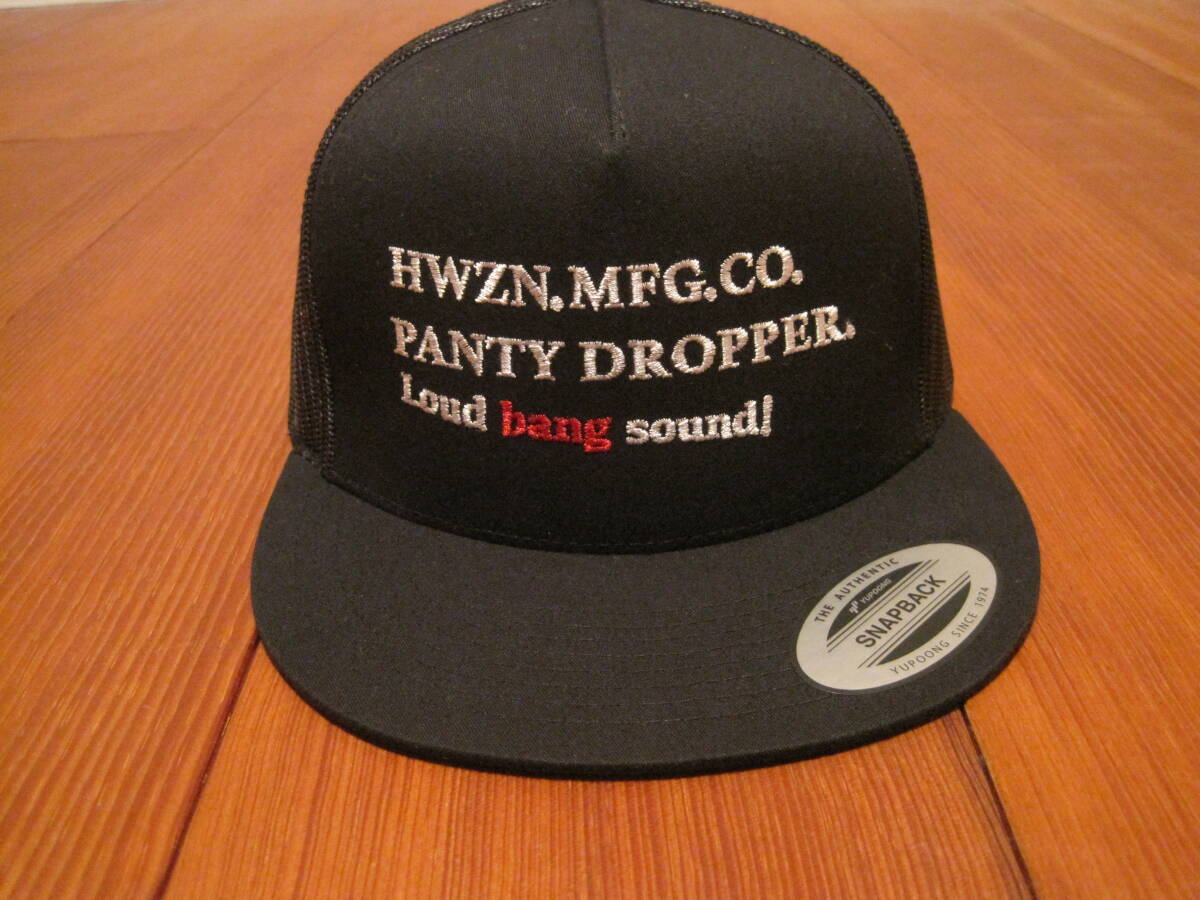 HWZN.MFG.CO.
PANTY DROPPER.
Loud bang sound!
THE AUTHENTIC
YUPOONG
SNAPBACK
YUPOONG SINCE 1974